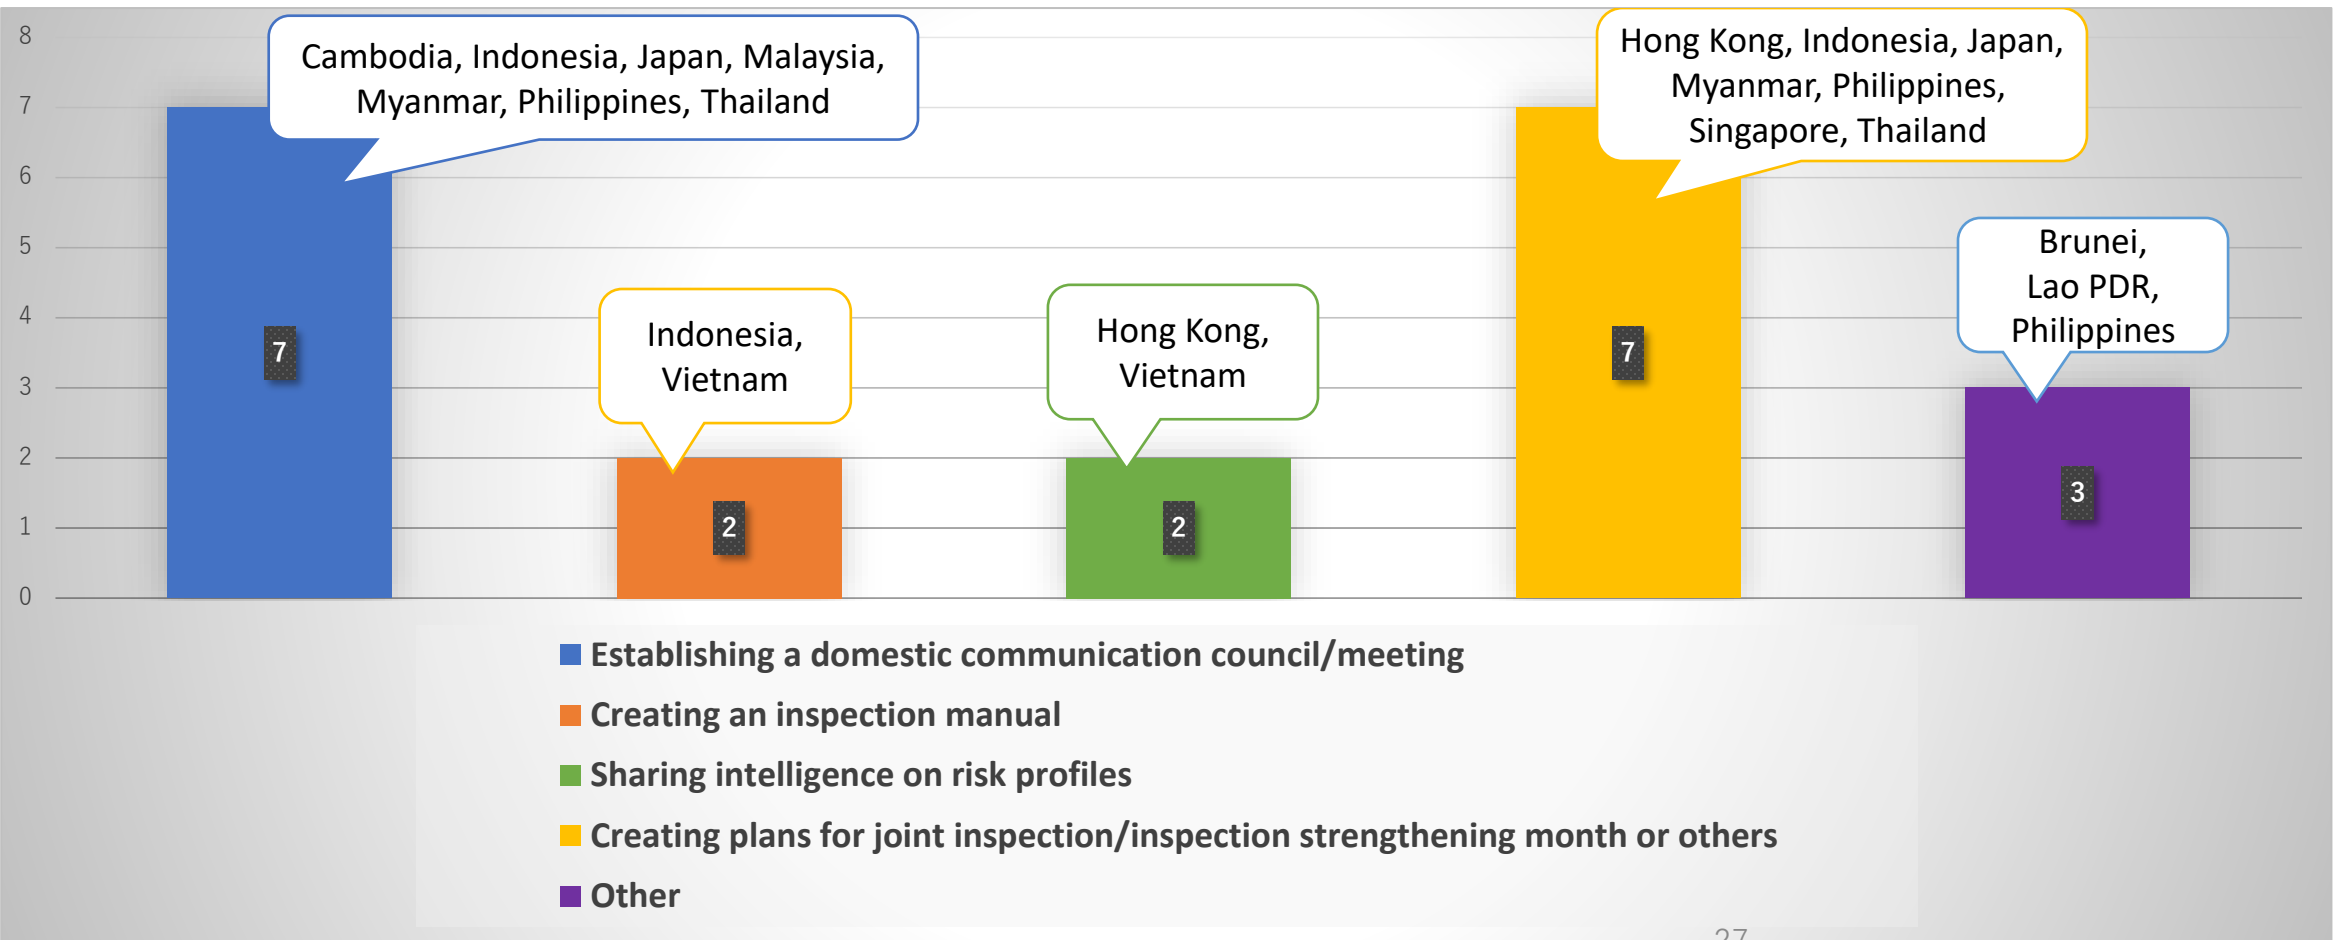 8
7
6
5
4
3
2
1
0
Cambodia, Indonesia, Japan, Malaysia,
Myanmar, Philippines, Thailand
7
Indonesia,
Vietnam
2
Hong Kong,
Vietnam
2
Hong Kong, Indonesia, Japan,
Myanmar, Philippines,
Singapore, Thailand
7
Brunei,
Lao PDR,
Philippines
3
Establishing a domestic communication council/meeting
Creating an inspection manual
Sharing intelligence on risk profiles
Creating plans for joint inspection/inspection strengthening month or others
Other
27